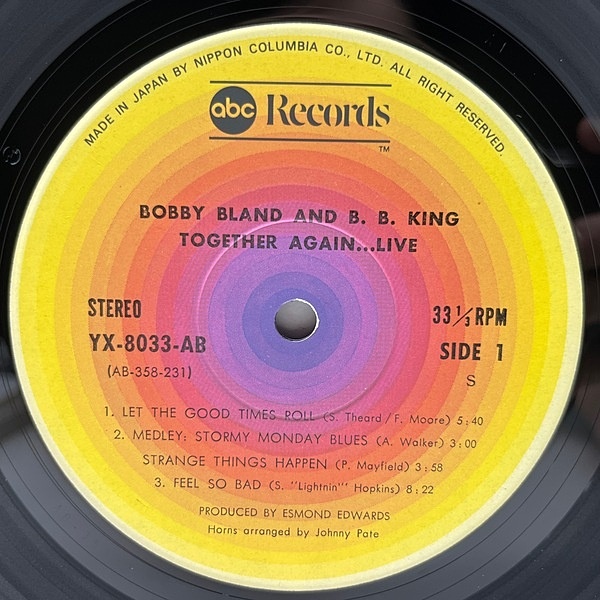 MADE IN JAPAN BY NIPPON COLUMBIA CO., LTD. ALL RIGHT RESERVED.
abc Records
TM
BOBBY BLAND AND B. B. KING
TOGETHER AGAIN...LIVE
STEREO
YX-8033-AB
(AB-358-231)
33 1/3 RPM
SIDE 1
S
1. LET THE GOOD TIMES ROLL (S. Theard/F. Moore) 5:40
2. MEDLEY: STORMY MONDAY BLUES (A. Walker) 3:00
STRANGE THINGS HAPPEN (P. Mayfield) 3:58
3. FEEL SO BAD (S. "Lightnin'" Hopkins) 8:22
PRODUCED BY ESMOND EDWARDS
Horns arranged by Johnny Pate